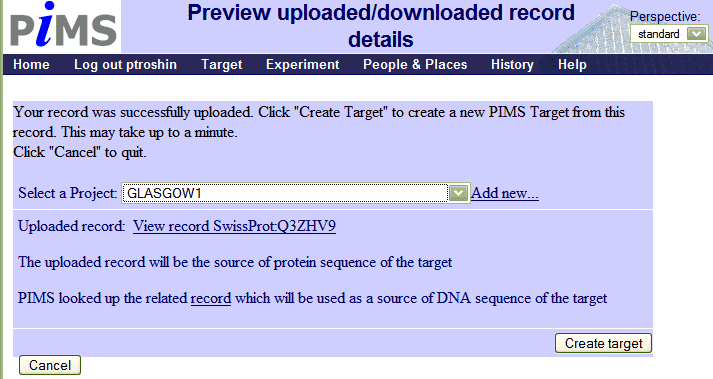 PiMS
Preview uploaded/downloaded record
details
Perspective:
standard
Home Log out ptroshin Target Experiment People & Places History Help
Your record was successfully uploaded. Click "Create Target" to create a new PIMS Target from this
record. This may take up to a minute.
Click "Cancel" to quit.
Select a Project: GLASGOW1 Add new...
Uploaded record: View record SwissProt:Q3ZHV9
The uploaded record will be the source of protein sequence of the target
PIMS looked up the related record which will be used as a source of DNA sequence of the target
Create target
Cancel